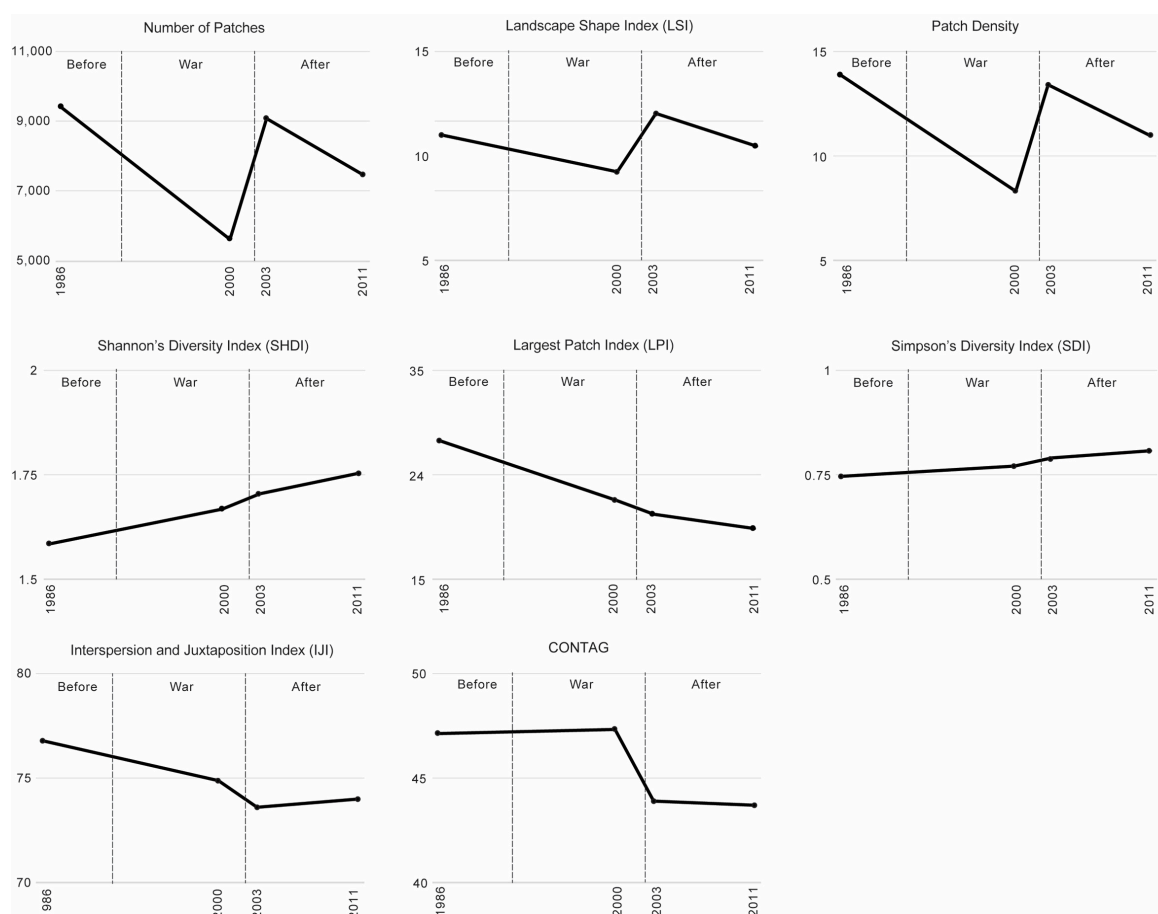 Number of Patches
11,000
Before
War
After
9,000
7,000
5,000
1986
2000
2003
2011
Landscape Shape Index (LSI)
15
Before
War
After
10
5
1986
2000
2003
2011
Patch Density
15
Before
War
After
10
5
1986
2000
2003
2011
Shannon's Diversity Index (SHDI)
2
Before
War
After
1.75
1.5
1986
2000
2003
2011
Largest Patch Index (LPI)
35
Before
War
After
24
15
1986
2000
2003
2011
Simpson's Diversity Index (SDI)
1
Before
War
After
0.75
0.5
1986
2000
2003
2011
Interspersion and Juxtaposition Index (IJI)
80
Before
War
After
75
70
986
2000
2003
2011
CONTAG
50
Before
War
After
45
40
1986
2000
2003
2011